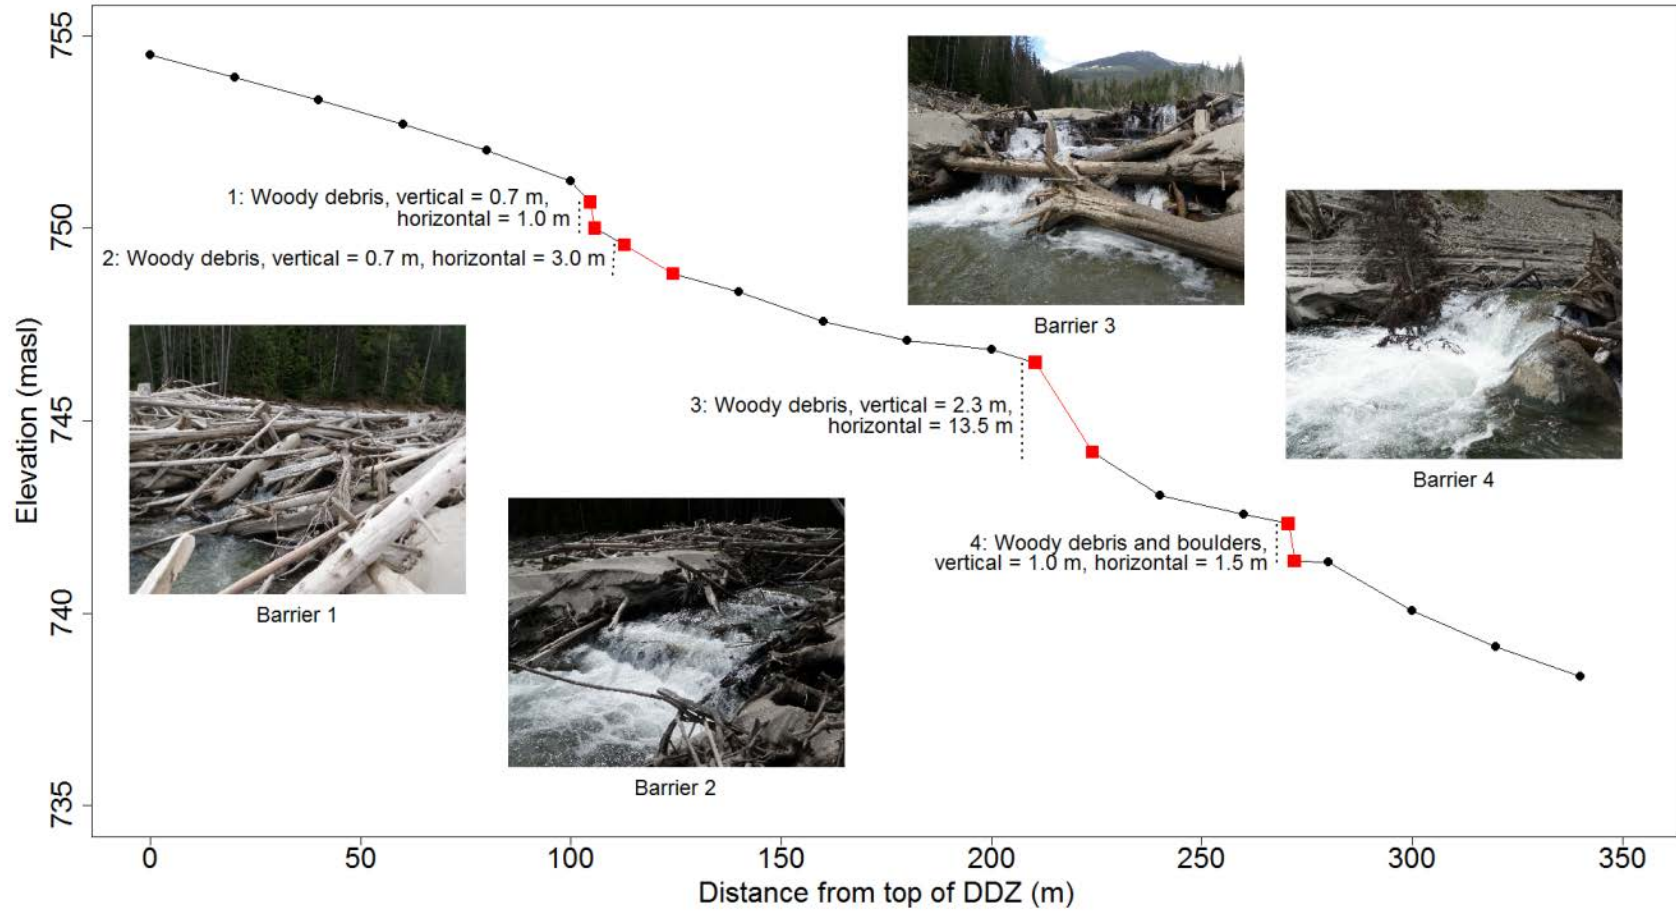 755
750
745
740
735
Elevation (masl)
1: Woody debris, vertical = 0.7 m,
horizontal = 1.0 m
2: Woody debris, vertical = 0.7 m, horizontal = 3.0 m
Barrier 1
Barrier 2
3: Woody debris, vertical = 2.3 m,
horizontal = 13.5 m
Barrier 3
4: Woody debris and boulders,
vertical = 1.0 m, horizontal = 1.5 m
Barrier 4
0 50 100 150 200 250 300 350
Distance from top of DDZ (m)